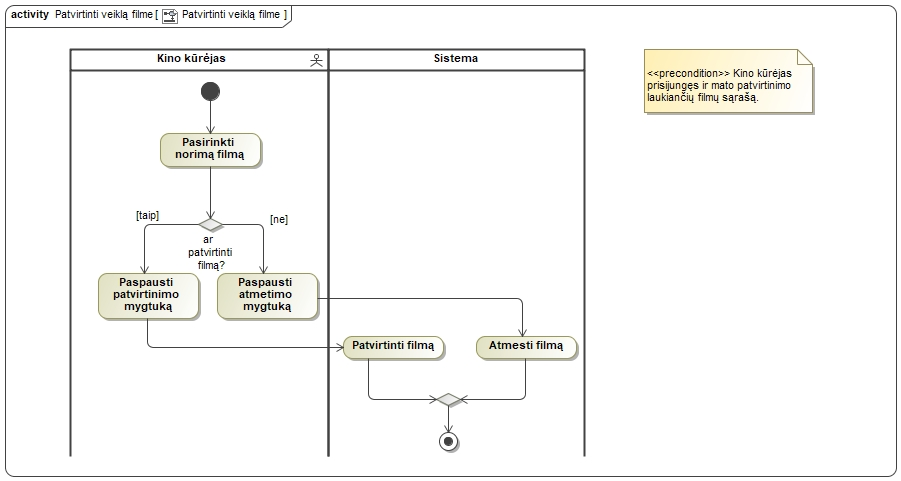 activity Patvirtinti veiklą filme [ Patvirtinti veiklą filme ]
Kino kūrėjas
Sistema
<<precondition>> Kino kūrėjas
prisijungęs ir mato patvirtinimo
laukiančių filmų sąrašą.
Pasirinkti
norimą filmą
[taip]
[ne]
ar
patvirtinti
filmą?
Paspausti
patvirtinimo
mygtuką
Paspausti
atmetimo
mygtuką
Patvirtinti filmą
Atmesti filmą